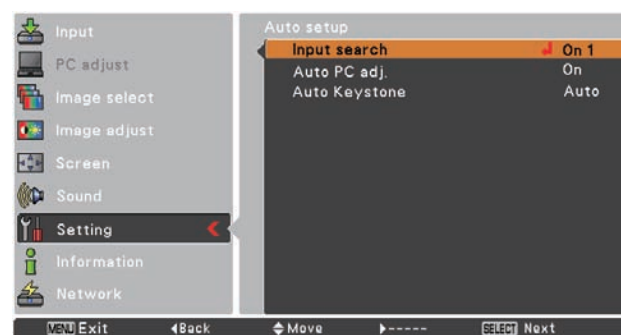 Input
PC adjust
Image select
Image adjust
Screen
Sound
Setting
Information
Network
Auto setup
Input search On 1
Auto PC adj. On
Auto Keystone Auto
MENU Exit ◀Back ◆Move ▶----- SELECT Next